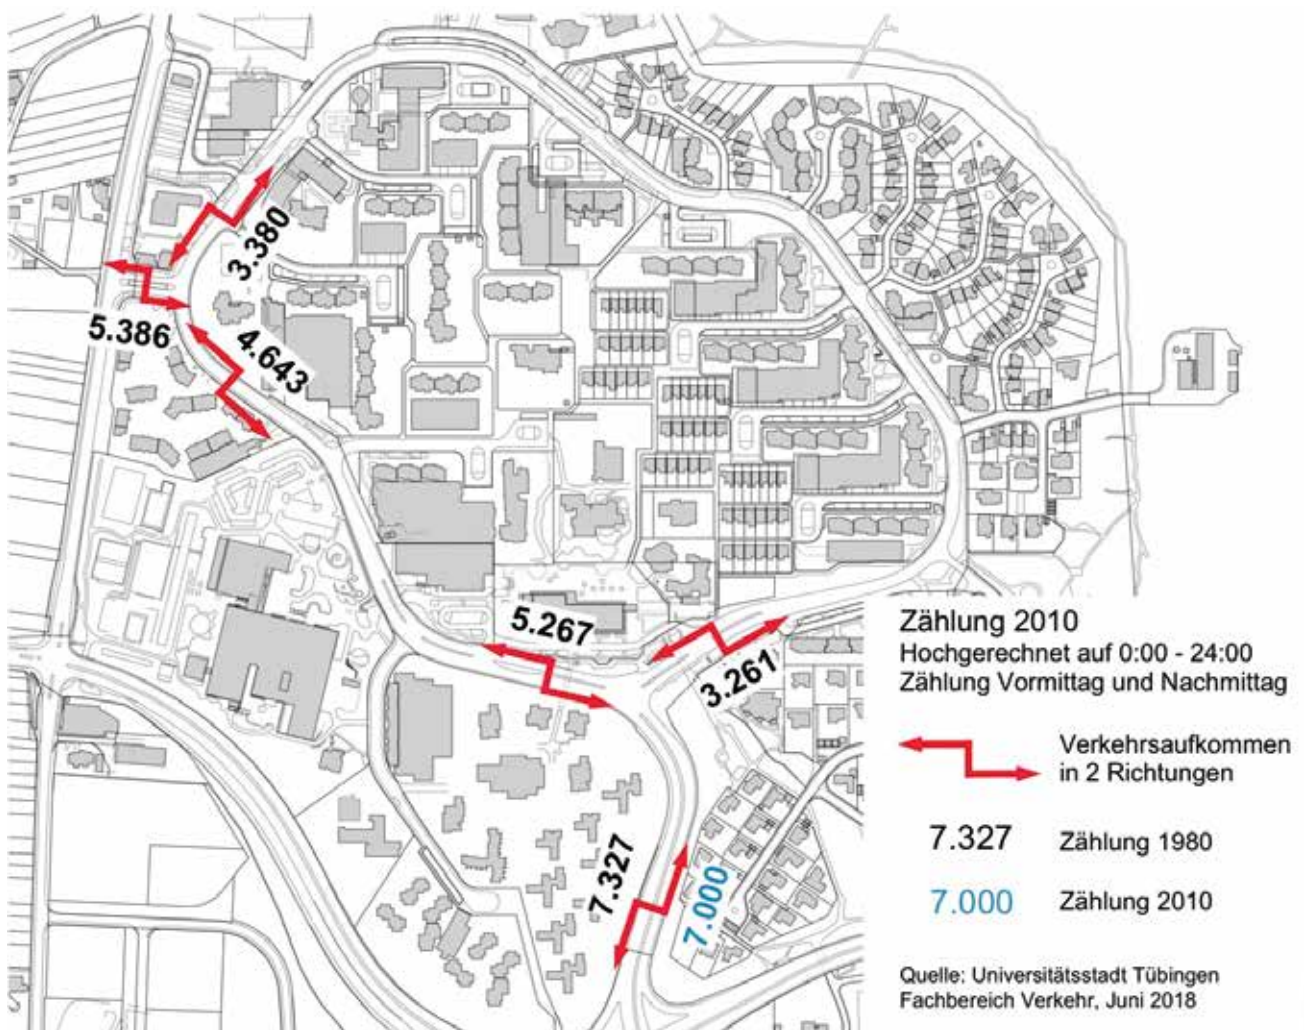 3.380
5.386
4.643
5.267
3.261
7.327
7.000
Zählung 2010
Hochgerechnet auf 0:00 - 24:00
Zählung Vormittag und Nachmittag
Verkehrsaufkommen
in 2 Richtungen
7.327 Zählung 1980
7.000 Zählung 2010
Quelle: Universitätsstadt Tübingen
Fachbereich Verkehr, Juni 2018